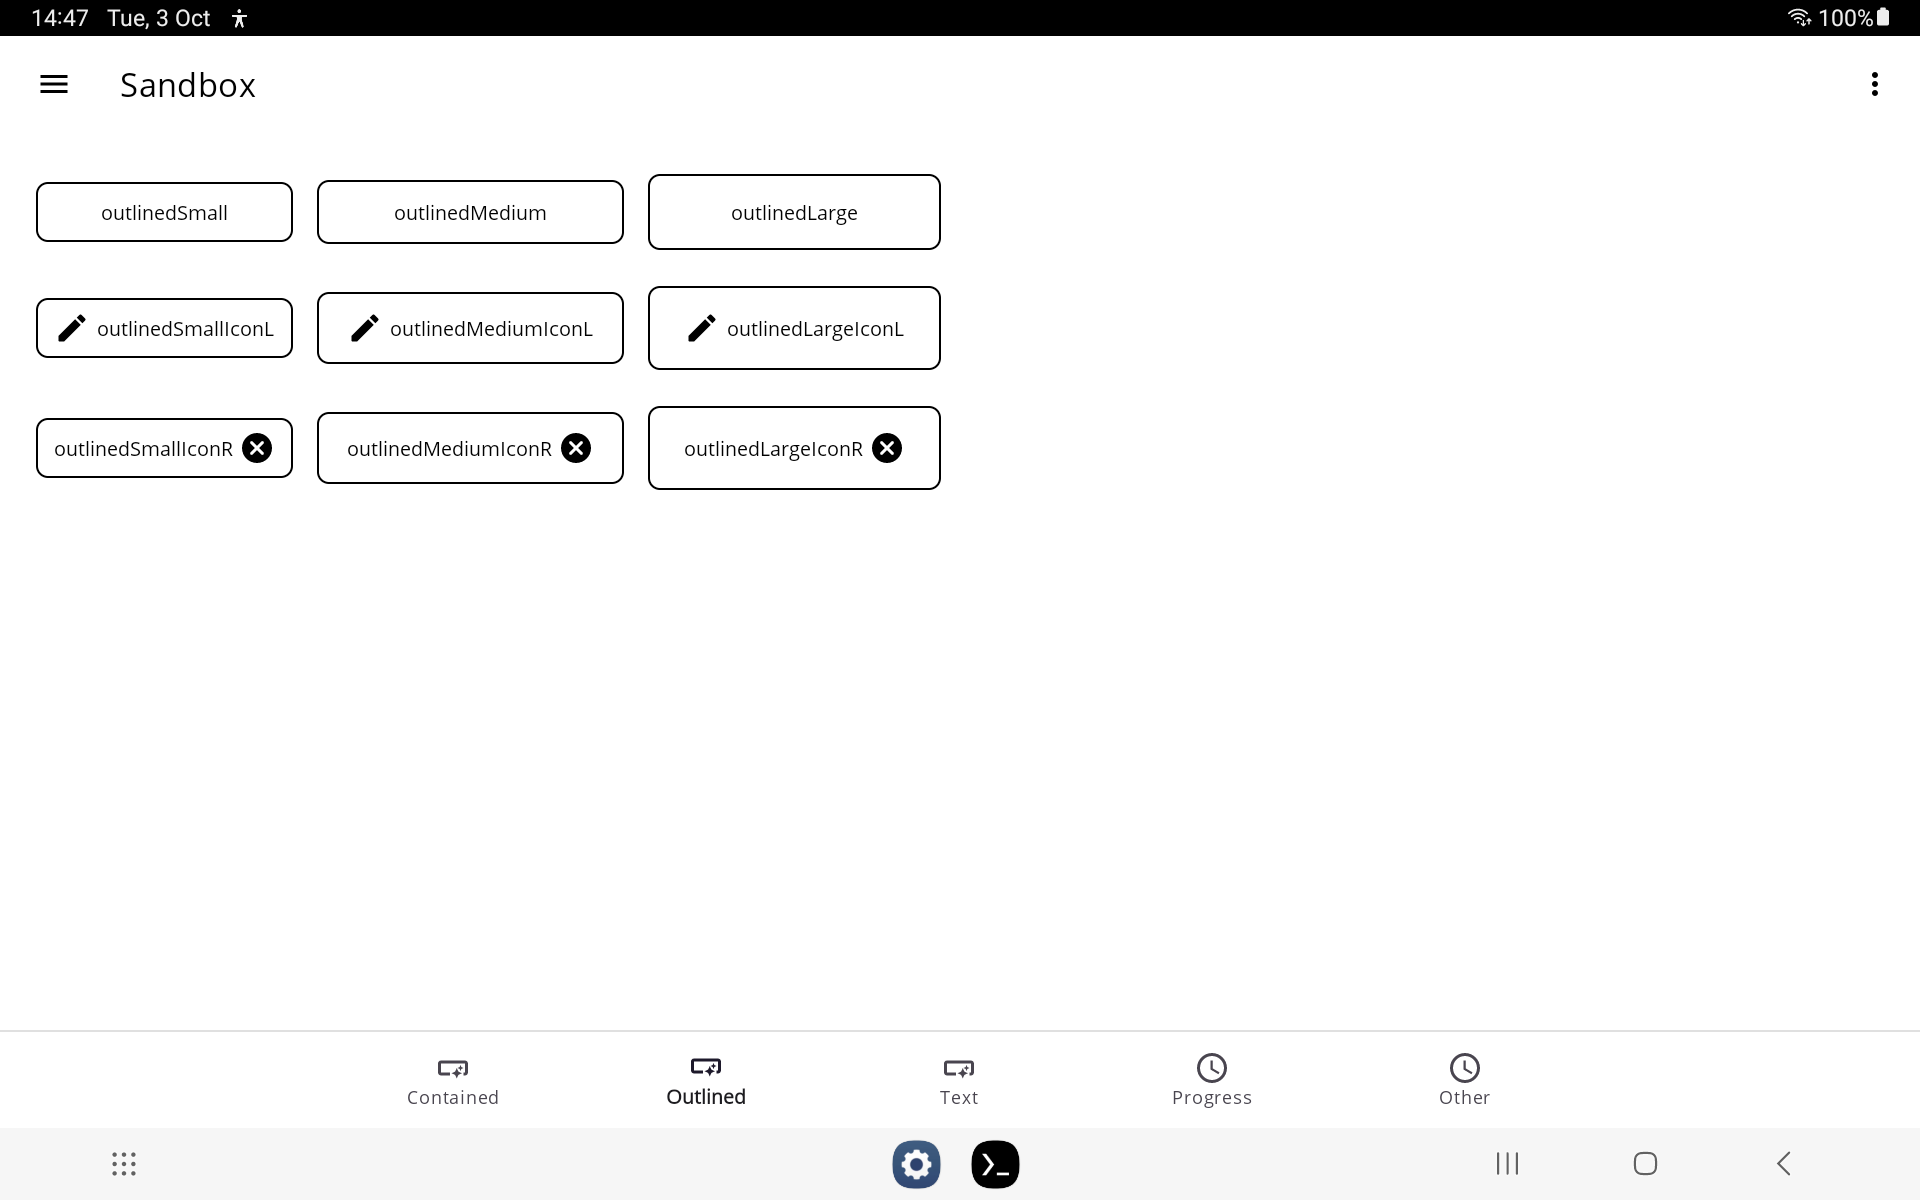 14:47 Tue, 3 Oct 100%
Sandbox
outlinedSmall outlinedMedium outlinedLarge
outlinedSmallIconL outlinedMediumIconL outlinedLargeIconL
outlinedSmallIconR outlinedMediumIconR outlinedLargeIconR
Contained Outlined Text Progress Other